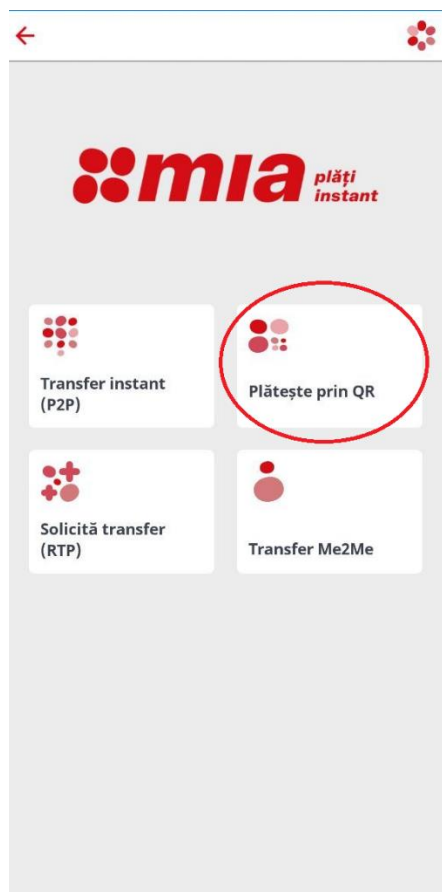 mia plăți
instant
Transfer instant
(P2P)
Plătește prin QR
Solicită transfer
(RTP)
Transfer Me2Me